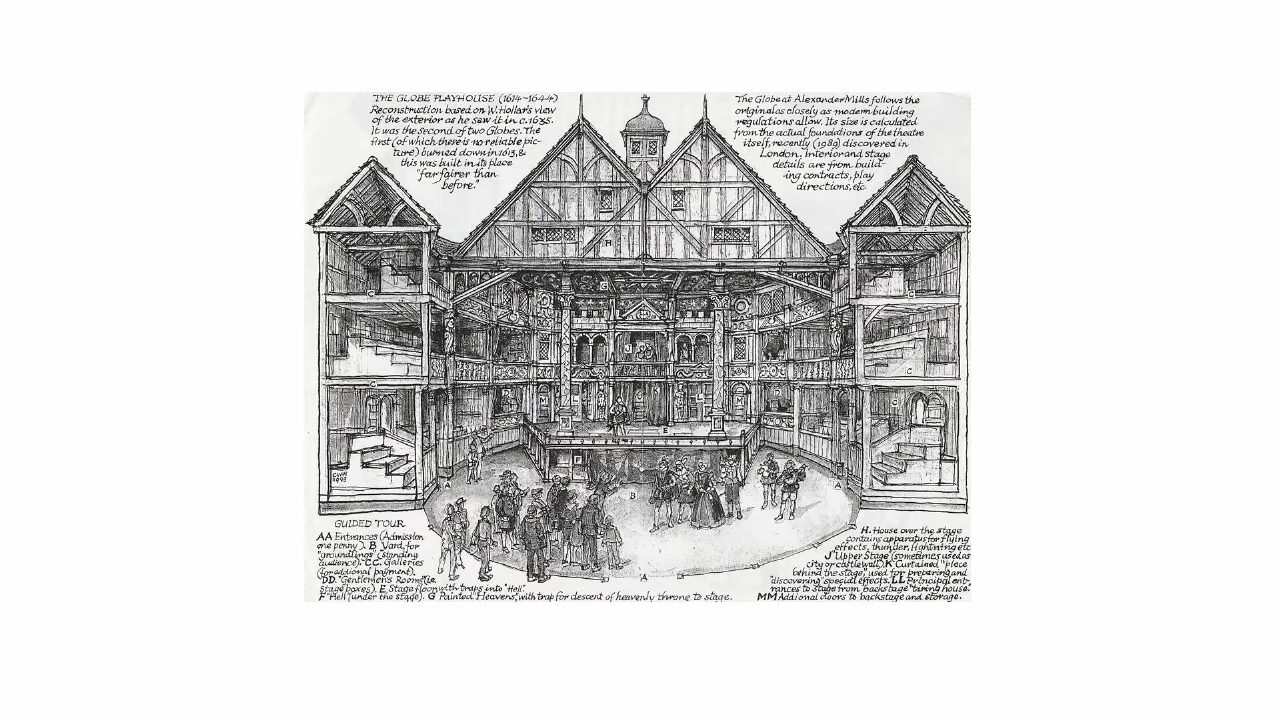 THE GLOBE PLAYHOUSE (1614-1644)
Reconstruction based on W. Hollar's view
of the exterior as he saw it in c.1635.
It was the second of two Globes. The
first (of which there is no reliable pic-
ture) burned down in 1613, &
this was built in its place
"far fairer than
before."
The Globe at Alexander Mills follows the
original as closely as modern building
regulations allow. Its size is calculated
from the actual foundations of the theatre
itself, recently (1989) discovered in
London. Interior and stage
details are from build-
ing contracts, play
directions, etc
H
G
C
C
J
C
C
C
M
L
L
M
D
E
F
B
A
A
A
GUIDED TOUR
AA Entrances (Admission
one penny). B Yard for
"groundlings" (standing
audience). CC. Galleries
(for additional payment).
DD. "Gentlemen's Rooms" (ie
stage boxes). E Stage floor with traps into "Hell".
F "Hell" (under the stage). G Painted "Heavens," with trap for descent of heavenly throne to stage.
H. House over the stage
contains apparatus for flying
effects, thunder, lightning etc
J Upper Stage (sometimes used as
city or castle wall). K Curtained "place
behind the stage," used for preparing and
"discovering" special effects. LL Principal ent-
rances to stage from backstage "tiring house."
MM Addional doors to backstage and storage.